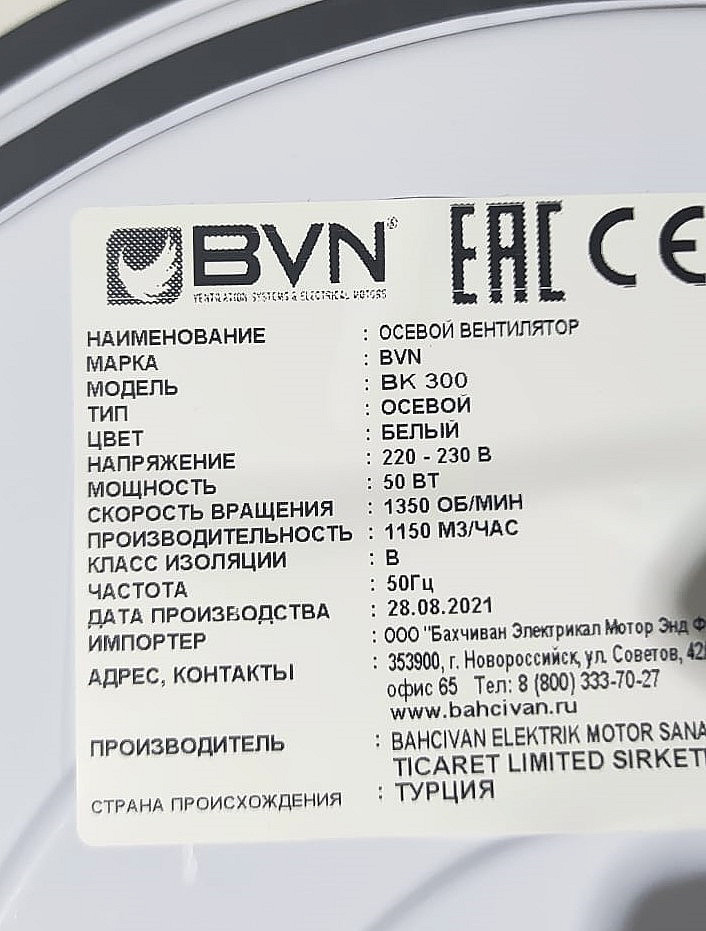 BVN®
VENTILATION SYSTEMS & ELECTRICAL MOTORS
EAC CE
НАИМЕНОВАНИЕ : ОСЕВОЙ ВЕНТИЛЯТОР
МАРКА : BVN
МОДЕЛЬ : BK 300
ТИП : ОСЕВОЙ
ЦВЕТ : БЕЛЫЙ
НАПРЯЖЕНИЕ : 220 - 230 В
МОЩНОСТЬ : 50 ВТ
СКОРОСТЬ ВРАЩЕНИЯ : 1350 ОБ/МИН
ПРОИЗВОДИТЕЛЬНОСТЬ : 1150 М3/ЧАС
КЛАСС ИЗОЛЯЦИИ : В
ЧАСТОТА : 50Гц
ДАТА ПРОИЗВОДСТВА : 28.08.2021
ИМПОРТЕР : ООО "Бахчиван Электрикал Мотор Энд Ф
АДРЕС, КОНТАКТЫ : 353900, г. Новороссийск, ул. Советов, 42
офис 65 Тел: 8 (800) 333-70-27
www.bahcivan.ru
ПРОИЗВОДИТЕЛЬ : BAHCIVAN ELEKTRIK MOTOR SANA
TICARET LIMITED SIRKETI
СТРАНА ПРОИСХОЖДЕНИЯ : ТУРЦИЯ